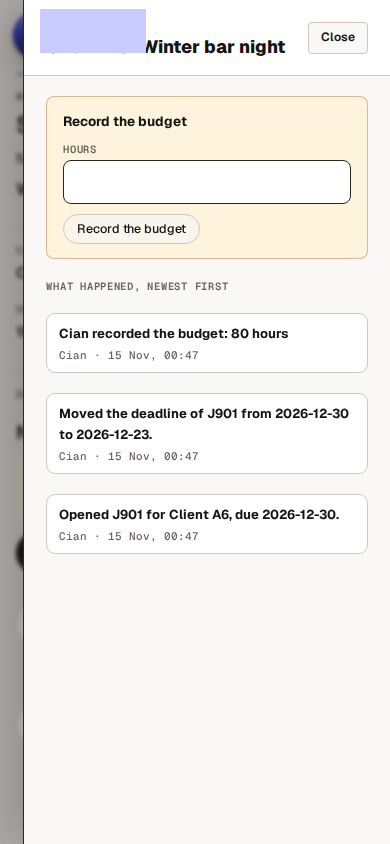 Winter bar night
Close
Record the budget
HOURS
Record the budget
WHAT HAPPENED, NEWEST FIRST
Cian recorded the budget: 80 hours
Cian · 15 Nov, 00:47
Moved the deadline of J901 from 2026-12-30
to 2026-12-23.
Cian · 15 Nov, 00:47
Opened J901 for Client A6, due 2026-12-30.
Cian · 15 Nov, 00:47